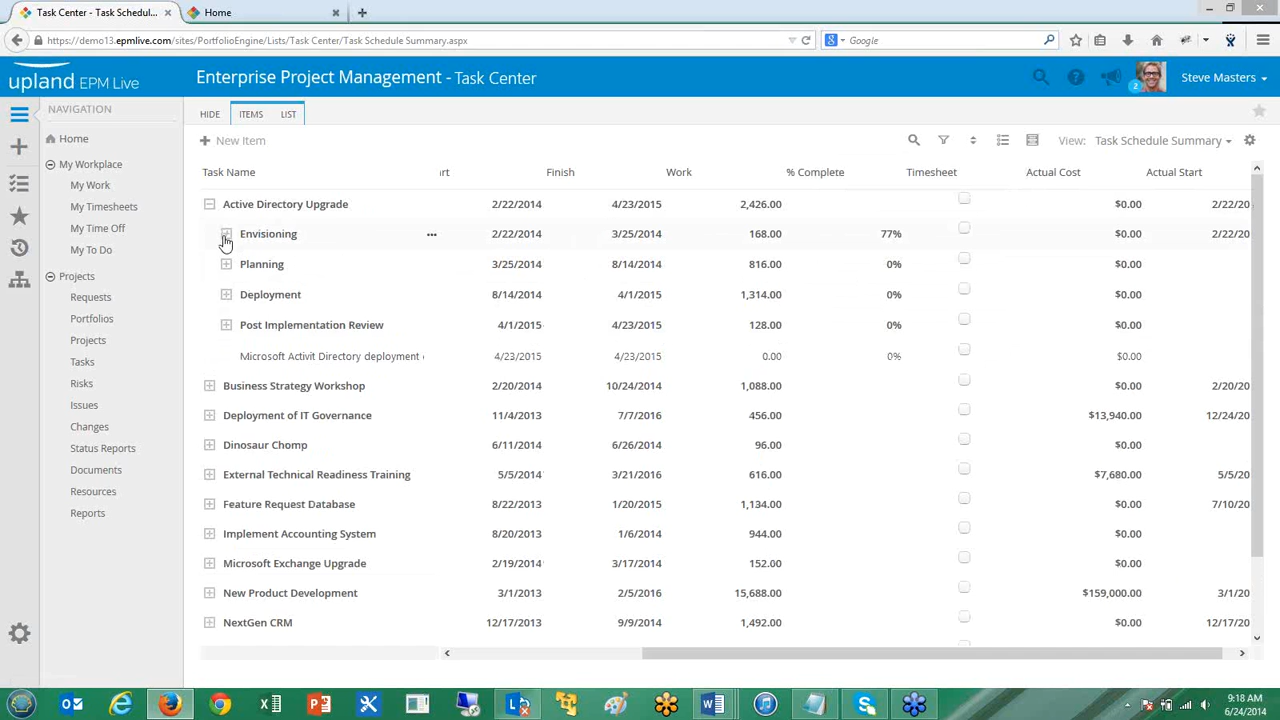 Task Center - Task Schedul... ×
Home ×
https://demo13.epmlive.com/sites/PortfolioEngine/Lists/Task Center/Task Schedule Summary.aspx
Google
upland EPM Live
Enterprise Project Management - Task Center
2
Steve Masters
NAVIGATION
HIDE ITEMS LIST
Home
New Item
View: Task Schedule Summary
My Workplace
My Work
My Timesheets
My Time Off
My To Do
Projects
Requests
Portfolios
Projects
Tasks
Risks
Issues
Changes
Status Reports
Documents
Resources
Reports
Task Name art Finish Work % Complete Timesheet Actual Cost Actual Start
Active Directory Upgrade 2/22/2014 4/23/2015 2,426.00 $0.00 2/22/20
Envisioning ... 2/22/2014 3/25/2014 168.00 77% $0.00 2/22/20
Planning 3/25/2014 8/14/2014 816.00 0% $0.00
Deployment 8/14/2014 4/1/2015 1,314.00 0% $0.00
Post Implementation Review 4/1/2015 4/23/2015 128.00 0% $0.00
Microsoft Activit Directory deployment 4/23/2015 4/23/2015 0.00 0% $0.00
Business Strategy Workshop 2/20/2014 10/24/2014 1,088.00 $0.00 2/20/20
Deployment of IT Governance 11/4/2013 7/7/2016 456.00 $13,940.00 12/24/20
Dinosaur Chomp 6/11/2014 6/26/2014 96.00 $0.00
External Technical Readiness Training 5/5/2014 3/21/2016 616.00 $7,680.00 5/5/20
Feature Request Database 8/22/2013 1/20/2015 1,134.00 $0.00 7/10/20
Implement Accounting System 8/20/2013 1/6/2014 944.00 $0.00
Microsoft Exchange Upgrade 2/19/2014 3/17/2014 152.00 $0.00
New Product Development 3/1/2013 2/5/2016 15,688.00 $159,000.00 3/1/20
NextGen CRM 12/17/2013 9/9/2014 1,492.00 $0.00 12/17/20
9:18 AM
6/24/2014